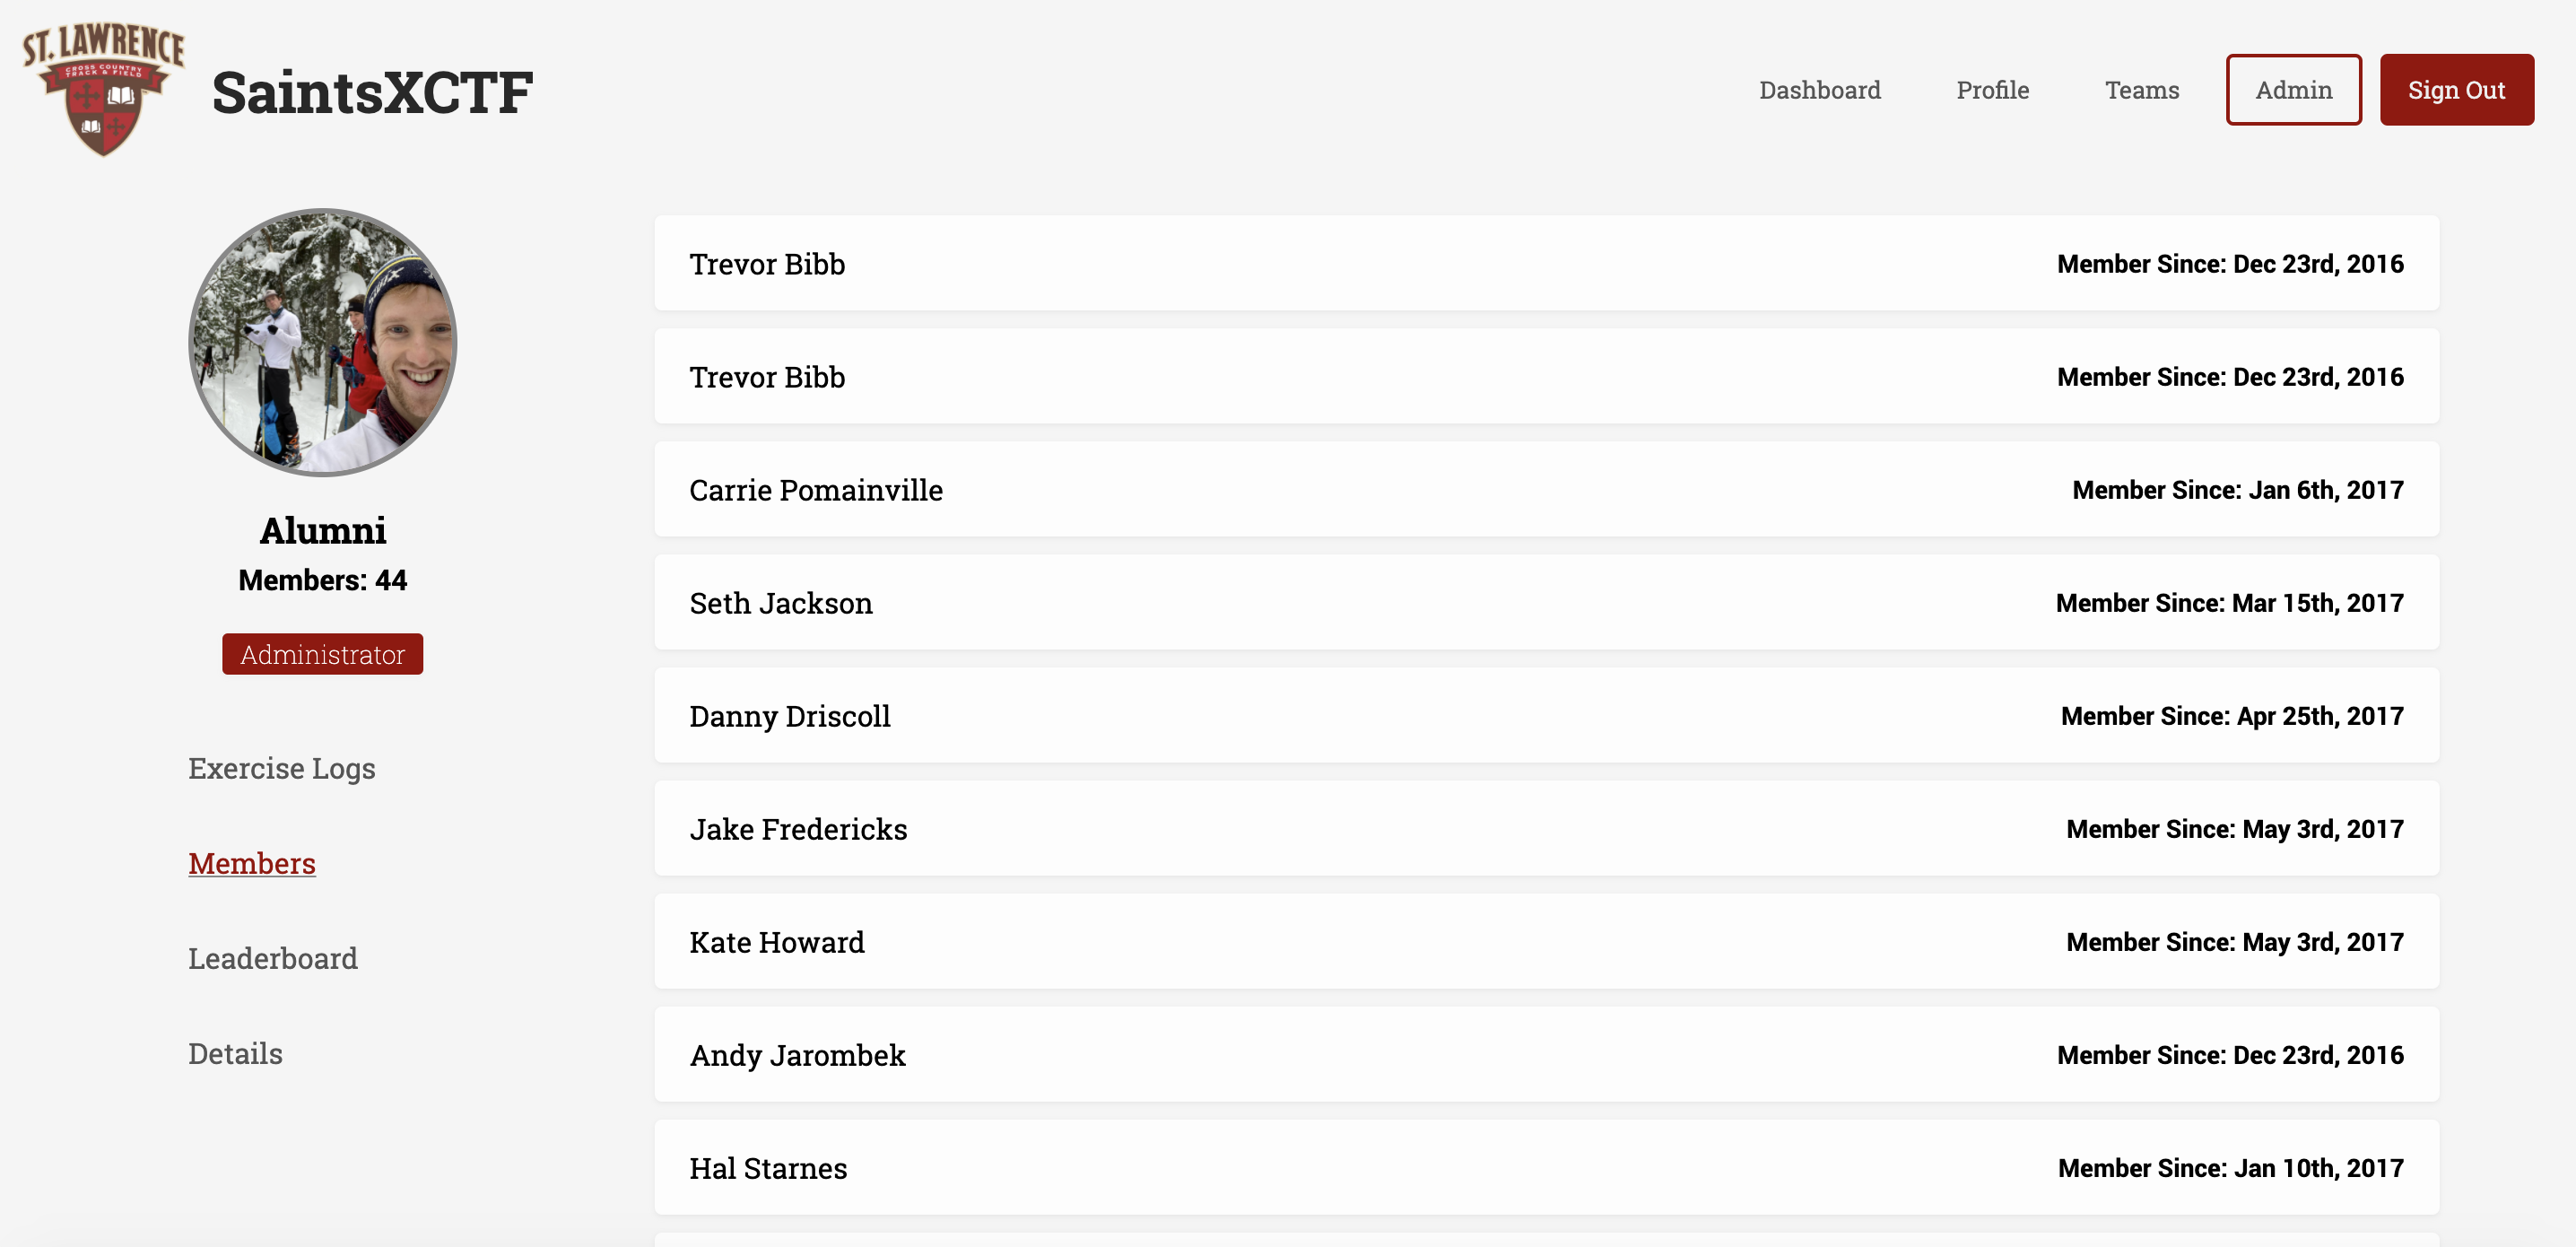 ST. LAWRENCE
CROSS COUNTRY
TRACK & FIELD
SaintsXCTF
Dashboard
Profile
Teams
Admin
Sign Out
Alumni
Members: 44
Administrator
Exercise Logs
Members
Leaderboard
Details
Trevor Bibb Member Since: Dec 23rd, 2016
Trevor Bibb Member Since: Dec 23rd, 2016
Carrie Pomainville Member Since: Jan 6th, 2017
Seth Jackson Member Since: Mar 15th, 2017
Danny Driscoll Member Since: Apr 25th, 2017
Jake Fredericks Member Since: May 3rd, 2017
Kate Howard Member Since: May 3rd, 2017
Andy Jarombek Member Since: Dec 23rd, 2016
Hal Starnes Member Since: Jan 10th, 2017